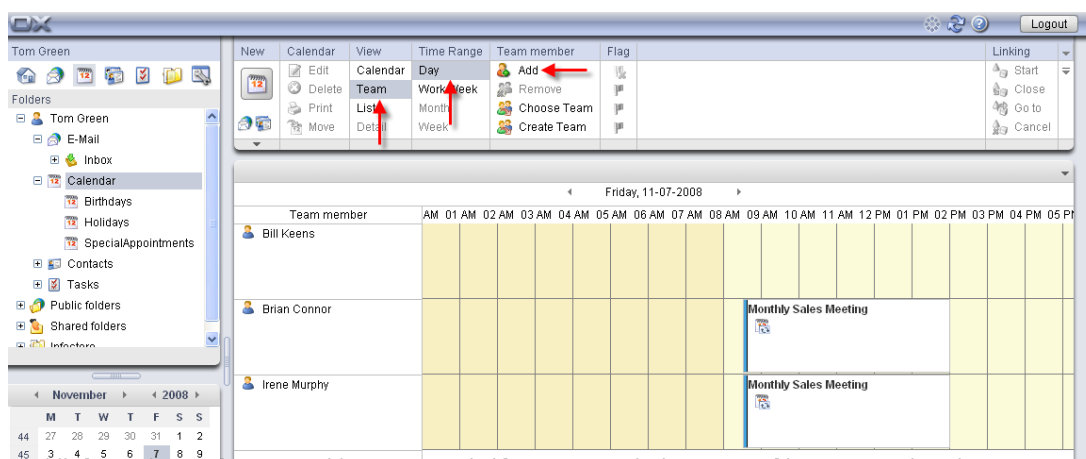 OX
Logout
Tom Green
New Calendar View Time Range Team member Flag Linking
12 Edit Calendar Day Add Start
Delete Team Work Week Remove Close
Print List Month Choose Team Go to
Move Detail Week Create Team Cancel
Folders
Tom Green
E-Mail
Inbox
Calendar
Birthdays
Holidays
SpecialAppointments
Contacts
Tasks
Public folders
Shared folders
Infostore
November 2008
M T W T F S S
44 27 28 29 30 31 1 2
45 3 4 5 6 7 8 9
Friday, 11-07-2008
Team member AM 01 AM 02 AM 03 AM 04 AM 05 AM 06 AM 07 AM 08 AM 09 AM 10 AM 11 AM 12 PM 01 PM 02 PM 03 PM 04 PM 05 PM
Bill Keens
Brian Connor Monthly Sales Meeting
Irene Murphy Monthly Sales Meeting